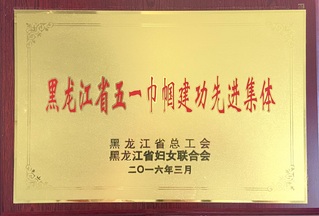 黑龙江省五一巾帼建功先进集体
黑龙江省总工会
黑龙江省妇女联合会
二〇一六年三月